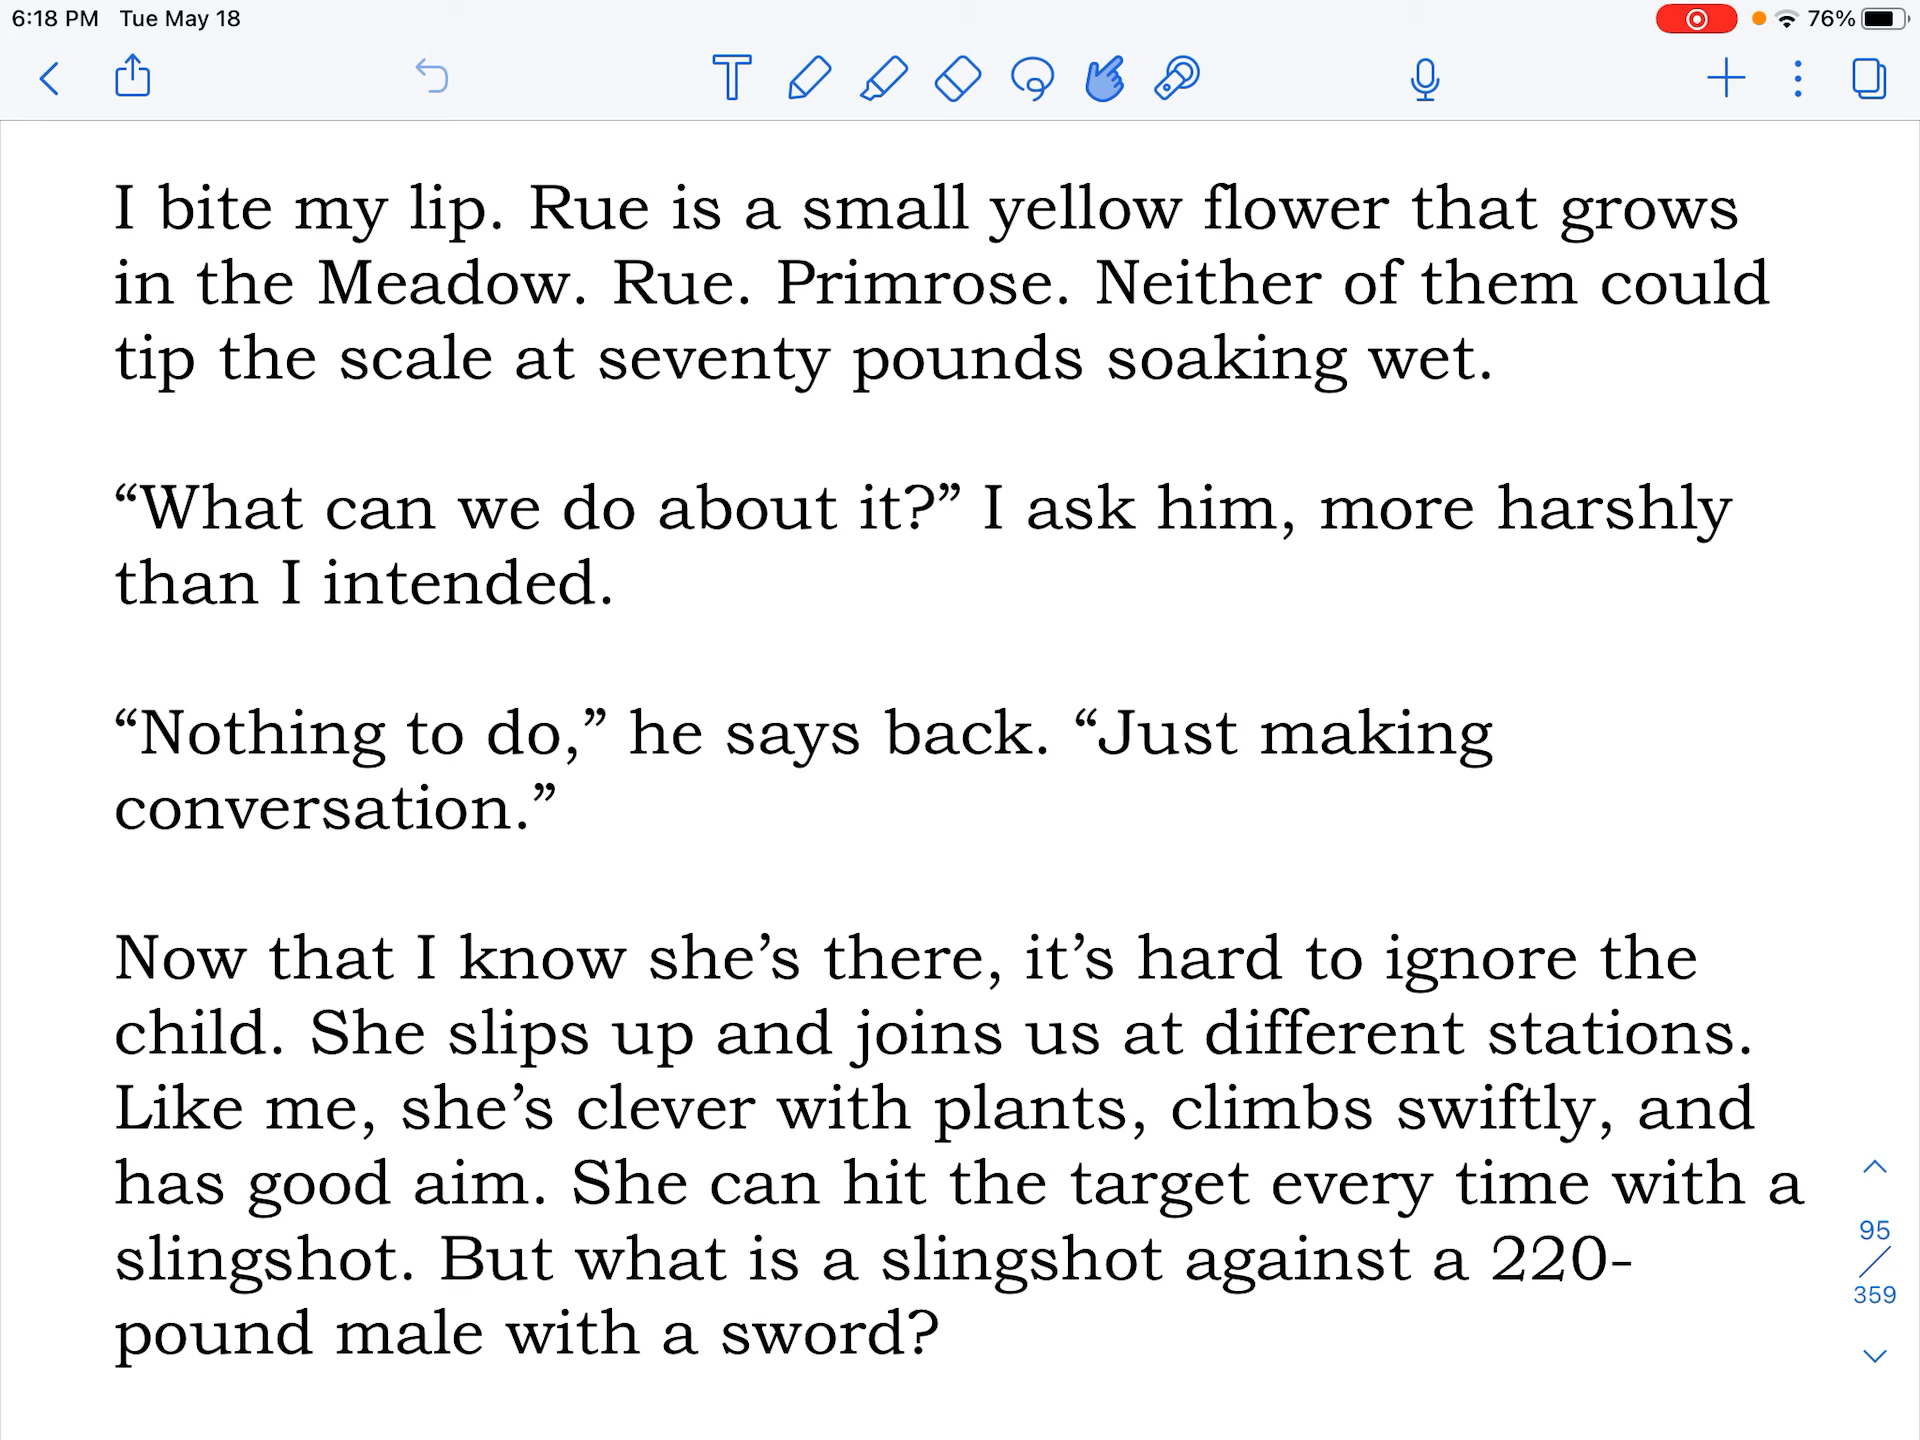 6:18 PM Tue May 18
76%
T
I bite my lip. Rue is a small yellow flower that grows
in the Meadow. Rue. Primrose. Neither of them could
tip the scale at seventy pounds soaking wet.
“What can we do about it?” I ask him, more harshly
than I intended.
“Nothing to do,” he says back. “Just making
conversation.”
Now that I know she’s there, it’s hard to ignore the
child. She slips up and joins us at different stations.
Like me, she’s clever with plants, climbs swiftly, and
has good aim. She can hit the target every time with a
slingshot. But what is a slingshot against a 220-
pound male with a sword?
95
/
359